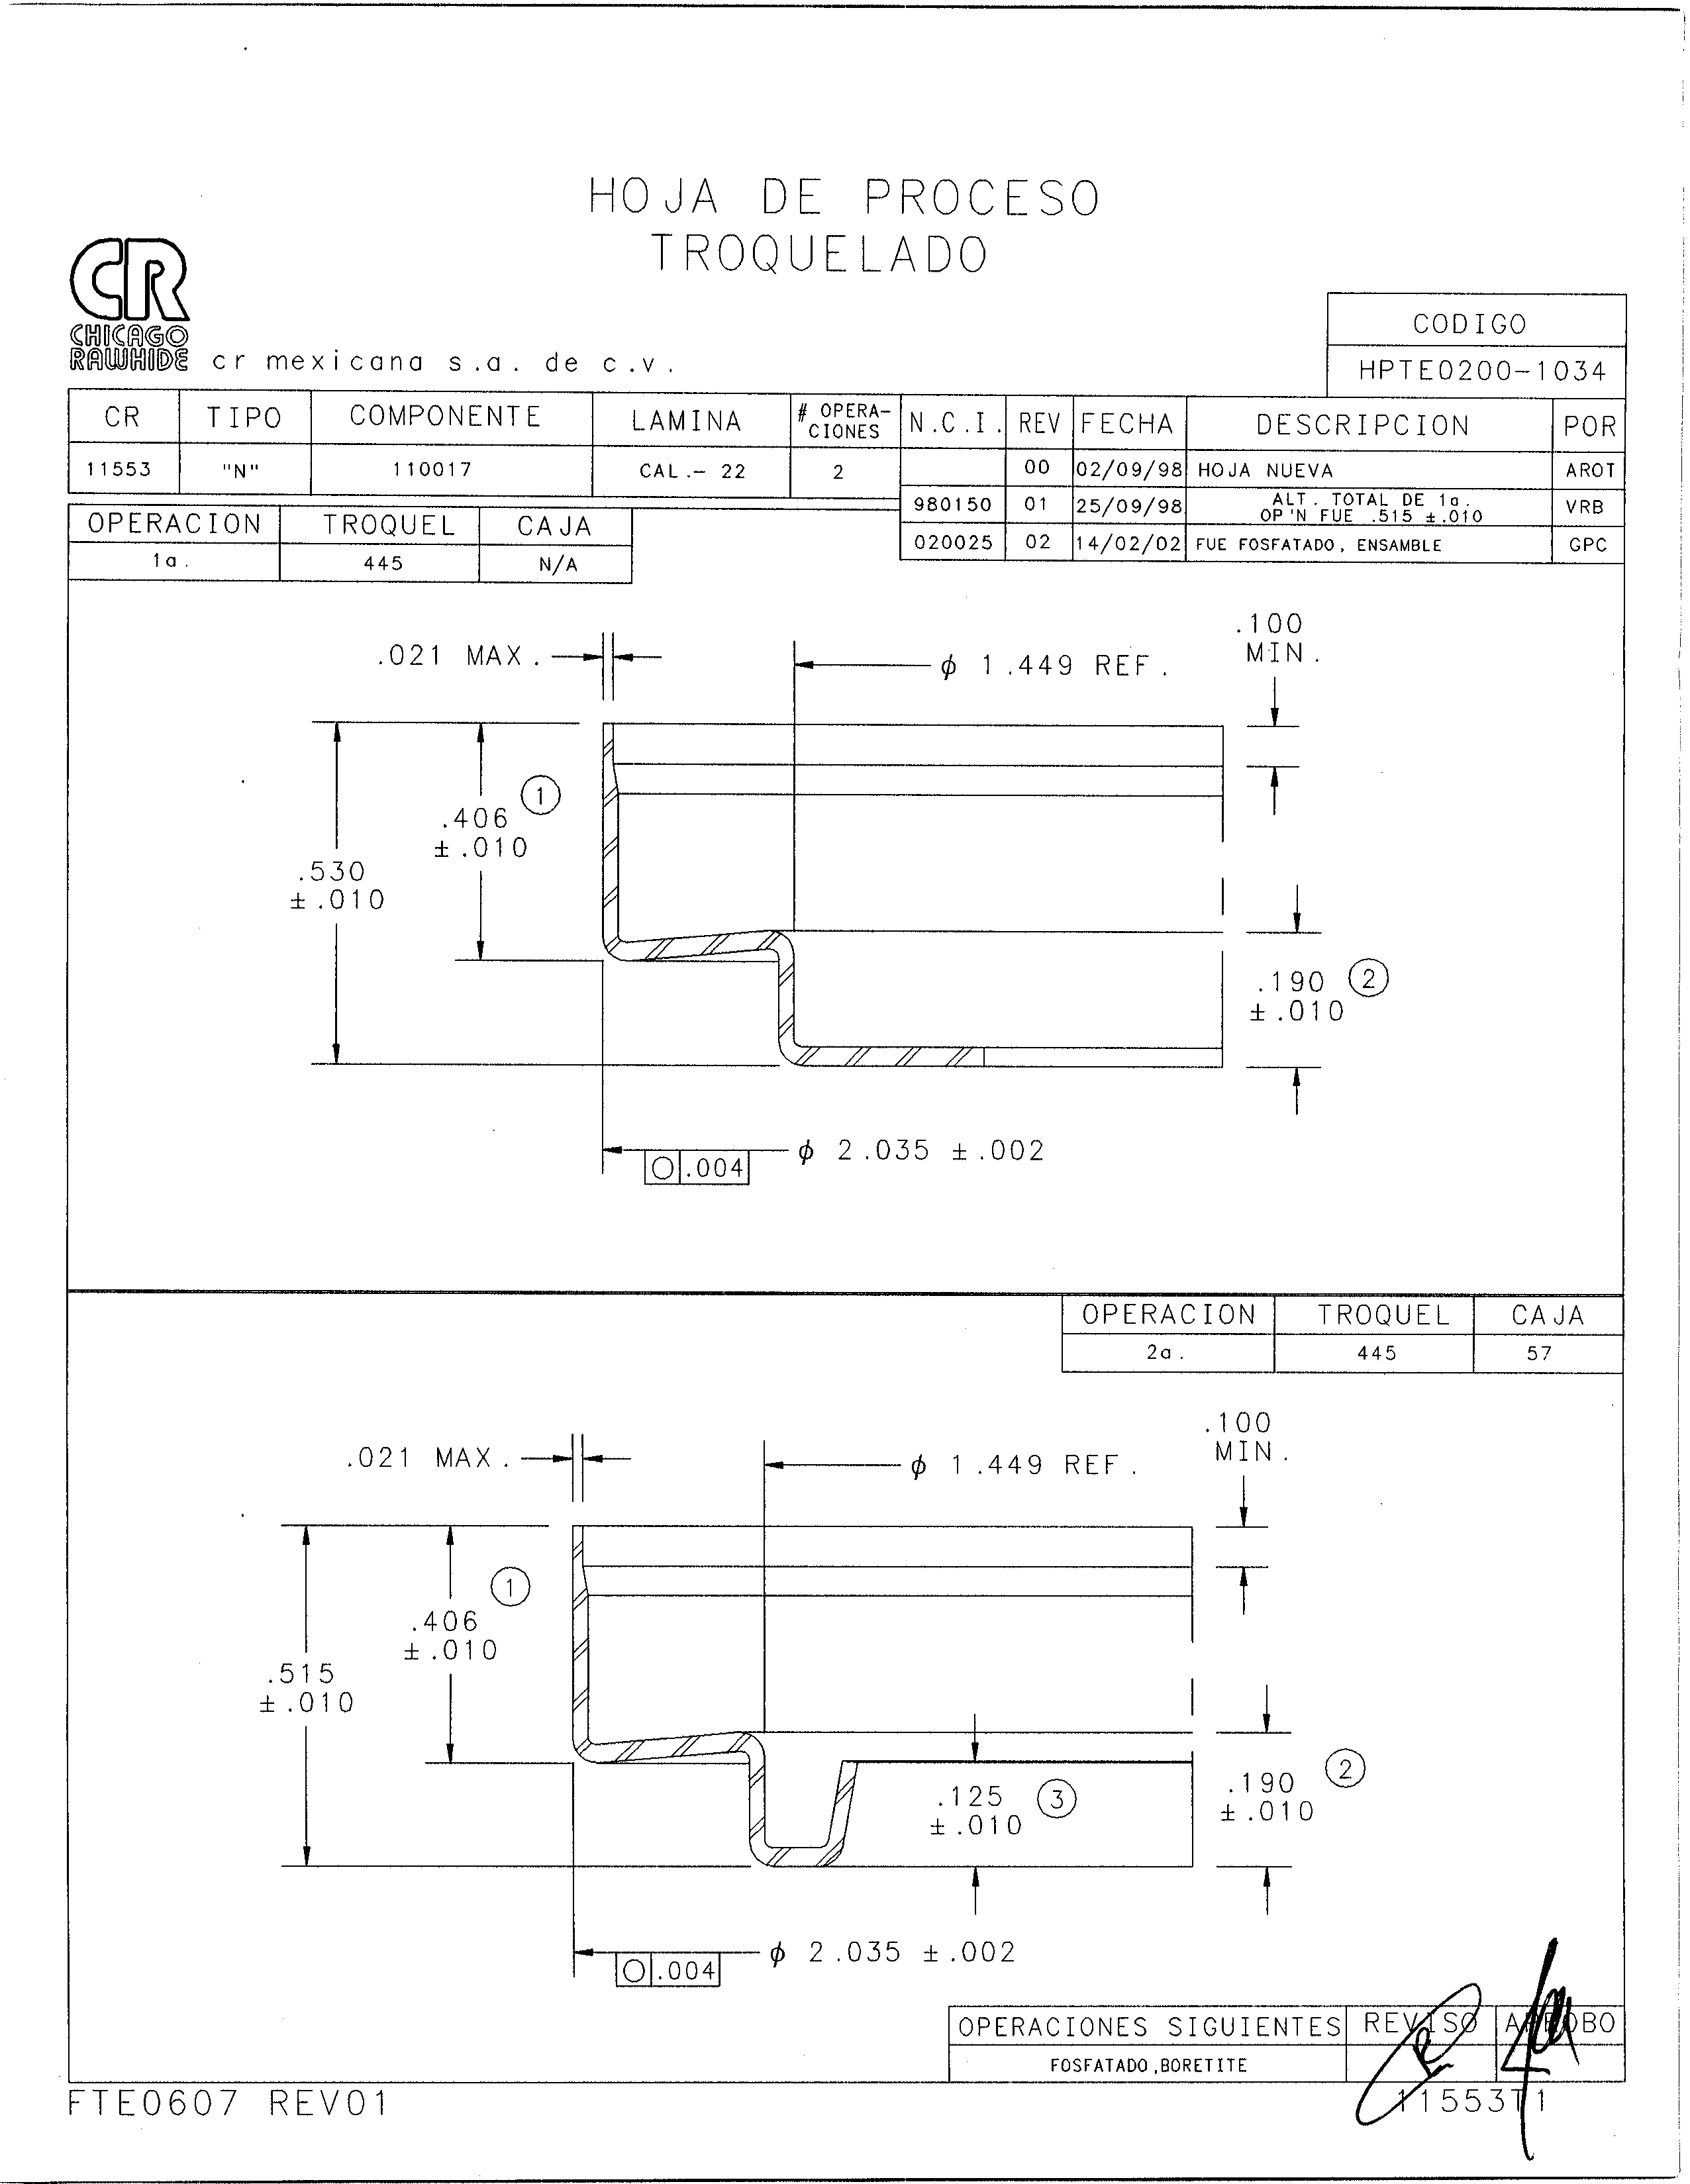 HOJA DE PROCESO
TROQUELADO
CR
CHICAGO
RAWHIDE
cr mexicana s.a. de c.v.
CODIGO
HPTE0200-1034
CR TIPO COMPONENTE LAMINA # OPERA-CIONES N.C.I. REV FECHA DESCRIPCION POR
11553 "N" 110017 CAL.- 22 2 00 02/09/98 HOJA NUEVA AROT
980150 01 25/09/98 ALT. TOTAL DE 1a. OP'N FUE .515 ±.010 VRB
020025 02 14/02/02 FUE FOSFATADO, ENSAMBLE GPC
OPERACION TROQUEL CAJA
1a. 445 N/A
.100
MIN.
.021 MAX.
ϕ 1.449 REF.
1
.406
±.010
.530
±.010
.190
±.010
2
ϕ 2.035 ±.002
.004
OPERACION TROQUEL CAJA
2a. 445 57
.100
MIN.
.021 MAX.
ϕ 1.449 REF.
1
.406
±.010
.515
±.010
.125
±.010
3
.190
±.010
2
ϕ 2.035 ±.002
.004
OPERACIONES SIGUIENTES REVISO APROBO
FOSFATADO,BORETITE
FTE0607 REV01
11553T1